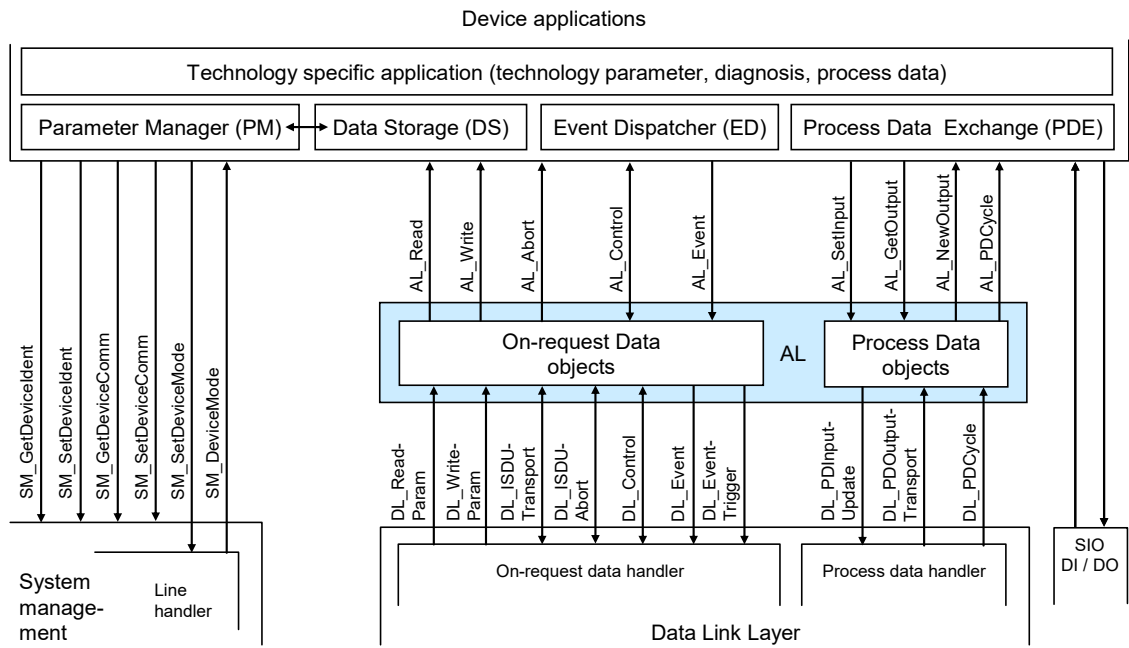 Device applications
Technology specific application (technology parameter, diagnosis, process data)
Parameter Manager (PM)
Data Storage (DS)
Event Dispatcher (ED)
Process Data Exchange (PDE)
SM_GetDeviceIdent
SM_SetDeviceIdent
SM_GetDeviceComm
SM_SetDeviceComm
SM_SetDeviceMode
SM_DeviceMode
AL_Read
AL_Write
AL_Abort
AL_Control
AL_Event
AL_SetInput
AL_GetOutput
AL_NewOutput
AL_PDCycle
On-request Data
objects
AL
Process Data
objects
DL_Read-
Param
DL_Write-
Param
DL_ISDU-
Transport
DL_ISDU-
Abort
DL_Control
DL_Event
DL_Event-
Trigger
DL_PDInput-
Update
DL_PDOutput-
Transport
DL_PDCycle
System
manage-
ment
Line
handler
On-request data handler
Process data handler
Data Link Layer
SIO
DI / DO